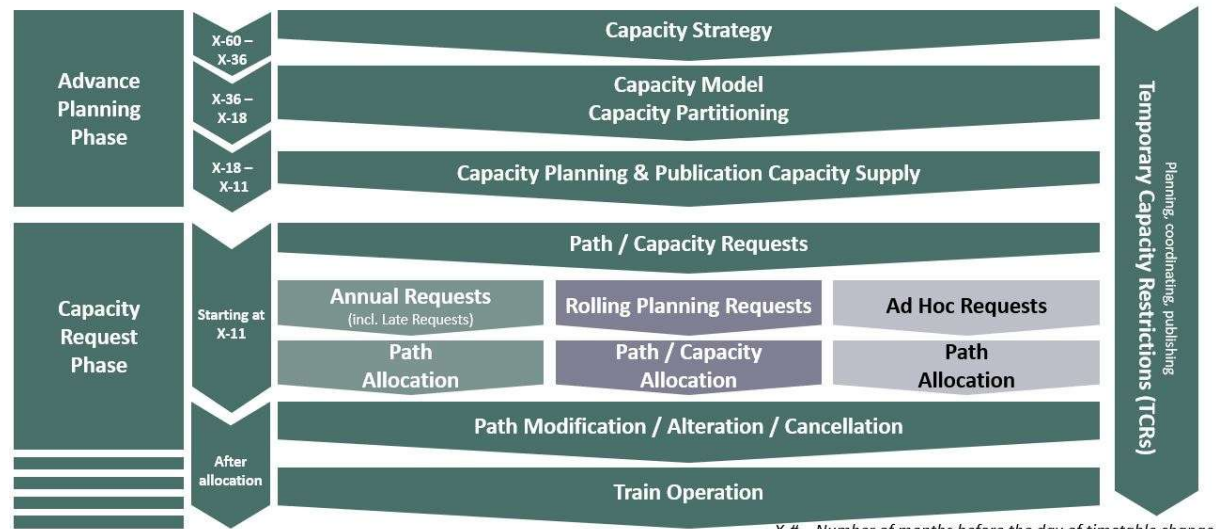 Advance
Planning
Phase
X-60 –
X-36
X-36 –
X-18
X-18 –
X-11
Capacity Strategy
Capacity Model
Capacity Partitioning
Capacity Planning & Publication Capacity Supply
Capacity
Request
Phase
Starting at
X-11
After
allocation
Path / Capacity Requests
Annual Requests
(incl. Late Requests)
Rolling Planning Requests
Ad Hoc Requests
Path
Allocation
Path / Capacity
Allocation
Path
Allocation
Path Modification / Alteration / Cancellation
Train Operation
Planning, coordinating, publishing
Temporary Capacity Restrictions (TCRs)
X-# – Number of months before the day of timetable change